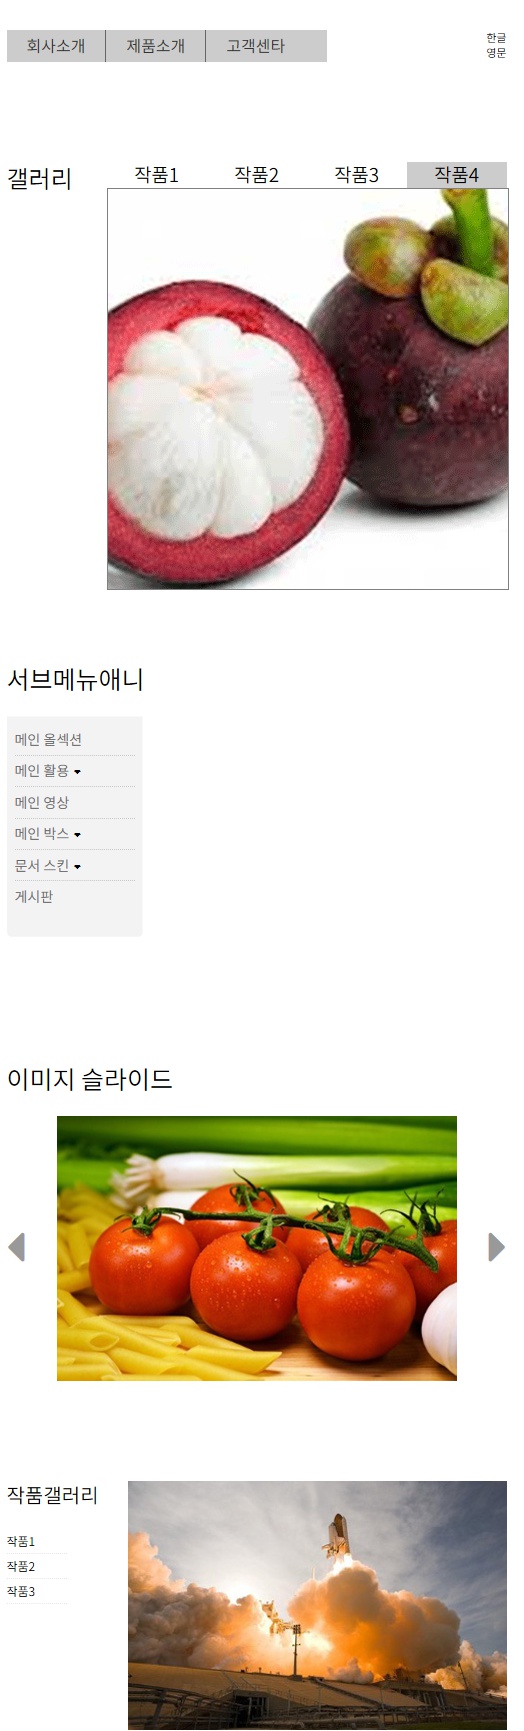 회사소개 제품소개 고객센타
한글
영문
갤러리 작품1 작품2 작품3 작품4
서브메뉴애니
메인 올섹션
메인 활용
메인 영상
메인 박스
문서 스킨
게시판
이미지 슬라이드
작품갤러리
작품1
작품2
작품3